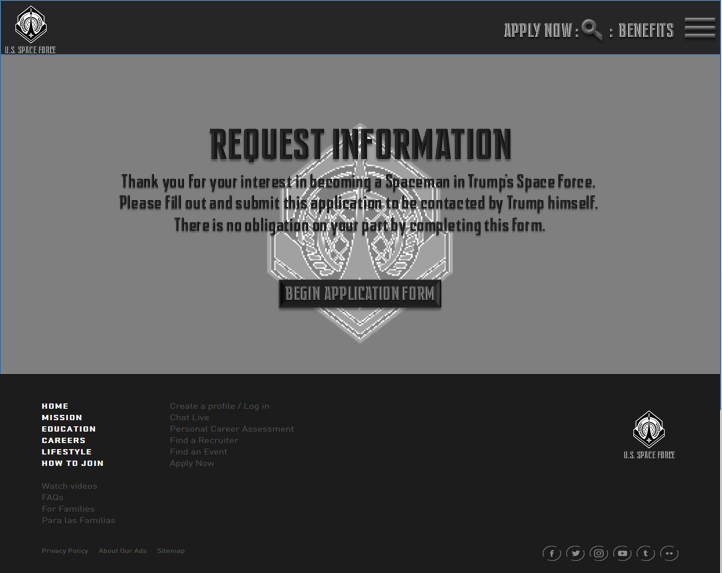 U.S. SPACE FORCE
APPLY NOW : : BENEFITS
REQUEST INFORMATION
Thank you for your interest in becoming a Spaceman in Trump's Space Force.
Please fill out and submit this application to be contacted by Trump himself.
There is no obligation on your part by completing this form.
BEGIN APPLICATION FORM
HOME
MISSION
EDUCATION
CAREERS
LIFESTYLE
HOW TO JOIN
Watch videos
FAQs
For Families
Para las Familias
Create a profile / Log in
Chat Live
Personal Career Assessment
Find a Recruiter
Find an Event
Apply Now
U.S. SPACE FORCE
Privacy Policy About Our Ads Sitemap